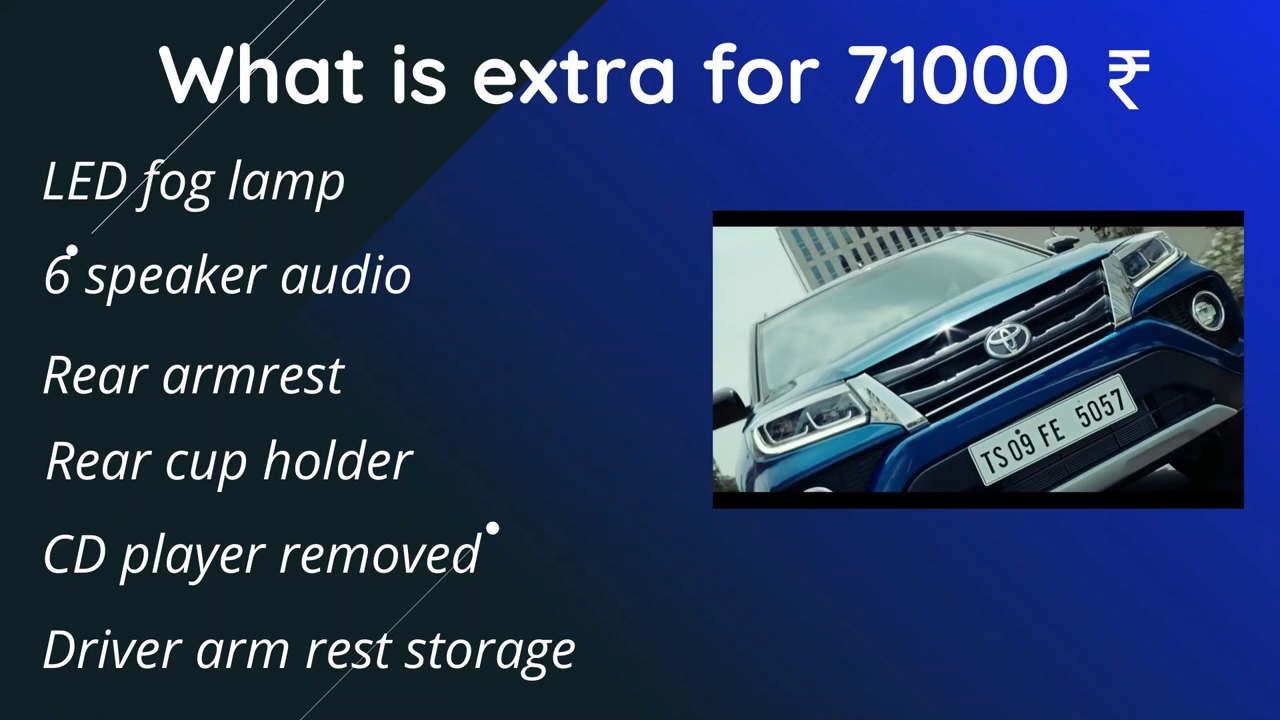 What is extra for 71000 ₹
LED fog lamp
6 speaker audio
Rear armrest
Rear cup holder
CD player removed
Driver arm rest storage
TS 09 FE 5057